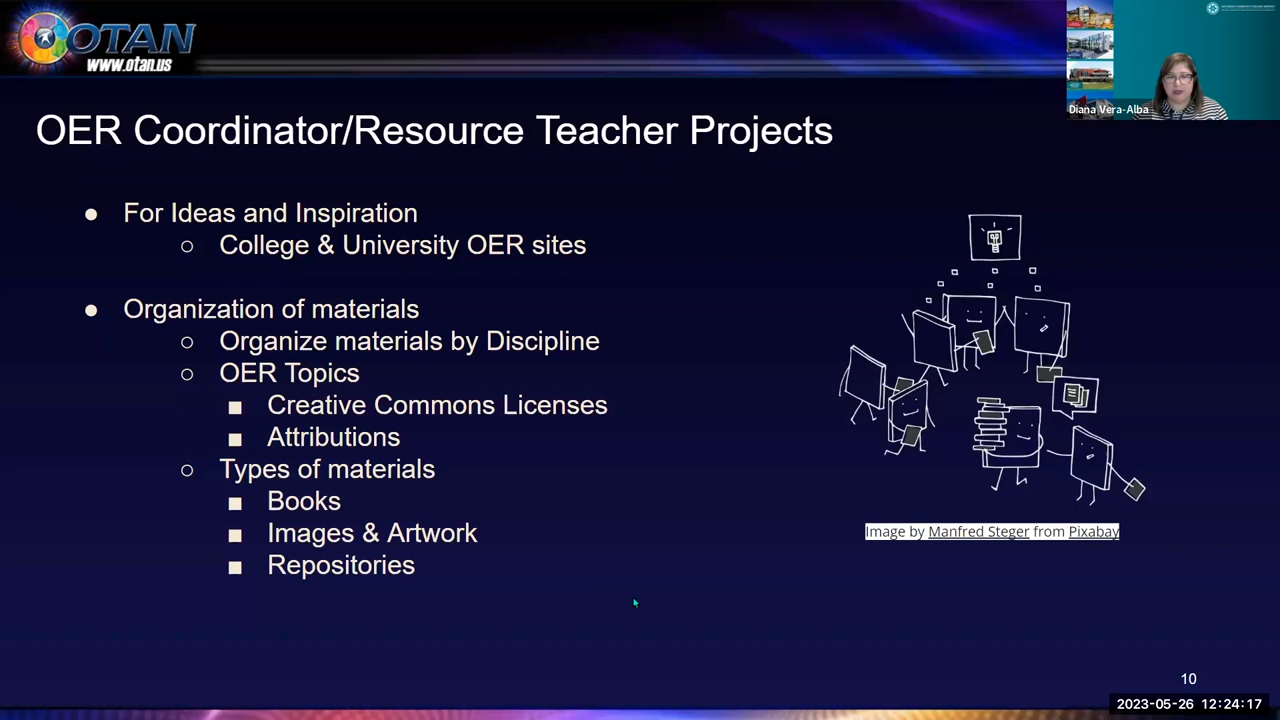 OTAN
www.otan.us
Diana Vera-Alba
OER Coordinator/Resource Teacher Projects
● For Ideas and Inspiration
○ College & University OER sites
● Organization of materials
○ Organize materials by Discipline
○ OER Topics
■ Creative Commons Licenses
■ Attributions
○ Types of materials
■ Books
■ Images & Artwork
■ Repositories
Image by Manfred Steger from Pixabay
10
2023-05-26 12:24:17